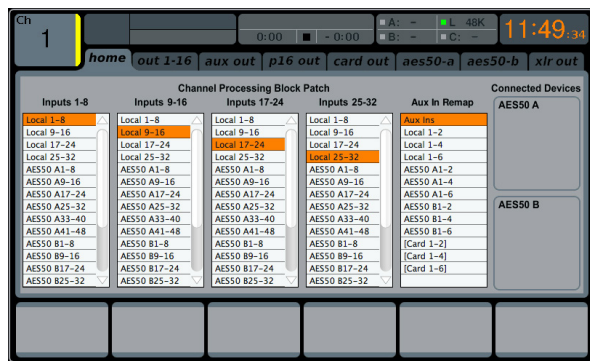 Ch
1
0:00 - 0:00
A: - L 48K
B: - C: -
11:49:34
home out 1-16 aux out p16 out card out aes50-a aes50-b xlr out
Channel Processing Block Patch
Connected Devices
Inputs 1-8 Inputs 9-16 Inputs 17-24 Inputs 25-32 Aux In Remap
AES50 A
Local 1-8 Local 1-8 Local 1-8 Local 1-8 Aux Ins
Local 9-16 Local 9-16 Local 9-16 Local 9-16 Local 1-2
Local 17-24 Local 17-24 Local 17-24 Local 17-24 Local 1-4
Local 25-32 Local 25-32 Local 25-32 Local 25-32 Local 1-6
AES50 A1-8 AES50 A1-8 AES50 A1-8 AES50 A1-8 AES50 A1-2
AES50 A9-16 AES50 A9-16 AES50 A9-16 AES50 A9-16 AES50 A1-4
AES50 A17-24 AES50 A17-24 AES50 A17-24 AES50 A17-24 AES50 A1-6
AES50 A25-32 AES50 A25-32 AES50 A25-32 AES50 A25-32 AES50 B1-2
AES50 B
AES50 A33-40 AES50 A33-40 AES50 A33-40 AES50 A33-40 AES50 B1-4
AES50 A41-48 AES50 A41-48 AES50 A41-48 AES50 A41-48 AES50 B1-6
AES50 B1-8 AES50 B1-8 AES50 B1-8 AES50 B1-8 [Card 1-2]
AES50 B9-16 AES50 B9-16 AES50 B9-16 AES50 B9-16 [Card 1-4]
AES50 B17-24 AES50 B17-24 AES50 B17-24 AES50 B17-24 [Card 1-6]
AES50 B25-32 AES50 B25-32 AES50 B25-32 AES50 B25-32